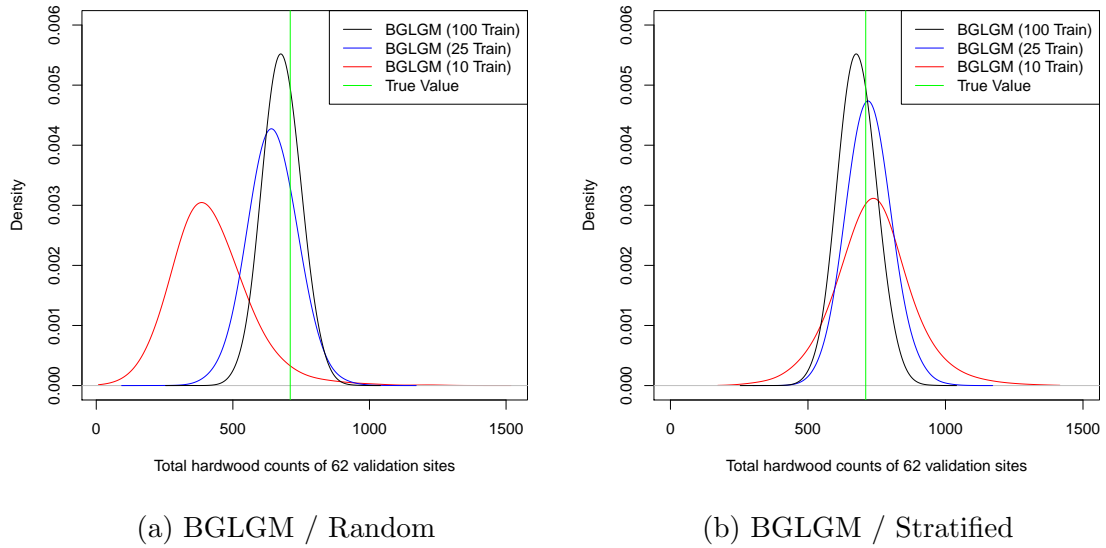 0.006
0.005
0.004
0.003
0.002
0.001
0.000
Density
BGLGM (100 Train)
BGLGM (25 Train)
BGLGM (10 Train)
True Value
0 500 1000 1500
Total hardwood counts of 62 validation sites
(a) BGLGM / Random
0.006
0.005
0.004
0.003
0.002
0.001
0.000
Density
BGLGM (100 Train)
BGLGM (25 Train)
BGLGM (10 Train)
True Value
0 500 1000 1500
Total hardwood counts of 62 validation sites
(b) BGLGM / Stratified